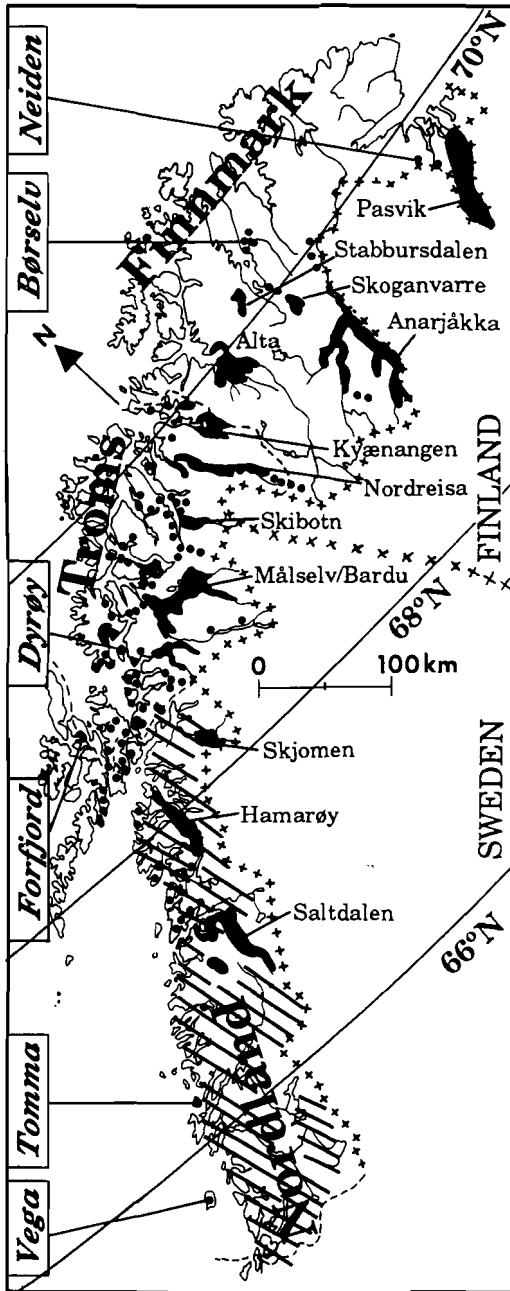 Neiden
Børselv
Dyrøy
Forfjord
Tomma
Vega
Finnmark
Troms
Nordland
N
70°N
68°N
66°N
Pasvik
Stabbursdalen
Skoganvarre
Anarjåkka
Alta
Kvænangen
Nordreisa
Skibotn
Målselv/Bardu
0 100 km
Skjomen
Hamarøy
Saltdalen
FINLAND
SWEDEN